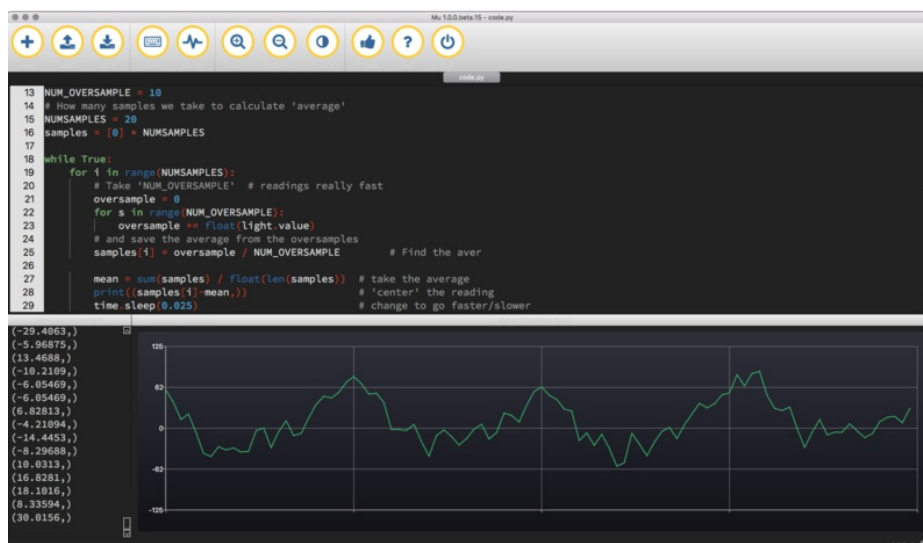 Mu 1.0.0.beta.15 - code.py
code.py
13 NUM_OVERSAMPLE = 10
14 # How many samples we take to calculate 'average'
15 NUMSAMPLES = 20
16 samples = [0] * NUMSAMPLES
17
18 while True:
19     for i in range(NUMSAMPLES):
20         # Take 'NUM_OVERSAMPLE'  # readings really fast
21         oversample = 0
22         for s in range(NUM_OVERSAMPLE):
23             oversample += float(light.value)
24         # and save the average from the oversamples
25         samples[i] = oversample / NUM_OVERSAMPLE       # Find the aver
26
27         mean = sum(samples) / float(len(samples))  # take the average
28         print((samples[i]-mean,))               # 'center' the reading
29         time.sleep(0.025)                       # change to go faster/slower
(-29.4063,)
(-5.96875,)
(13.4688,)
(-10.2109,)
(-6.05469,)
(-6.05469,)
(6.82813,)
(-4.21094,)
(-14.4453,)
(-8.29688,)
(10.0313,)
(16.8281,)
(18.1016,)
(8.33594,)
(30.0156,)
125
62
0
-62
-125